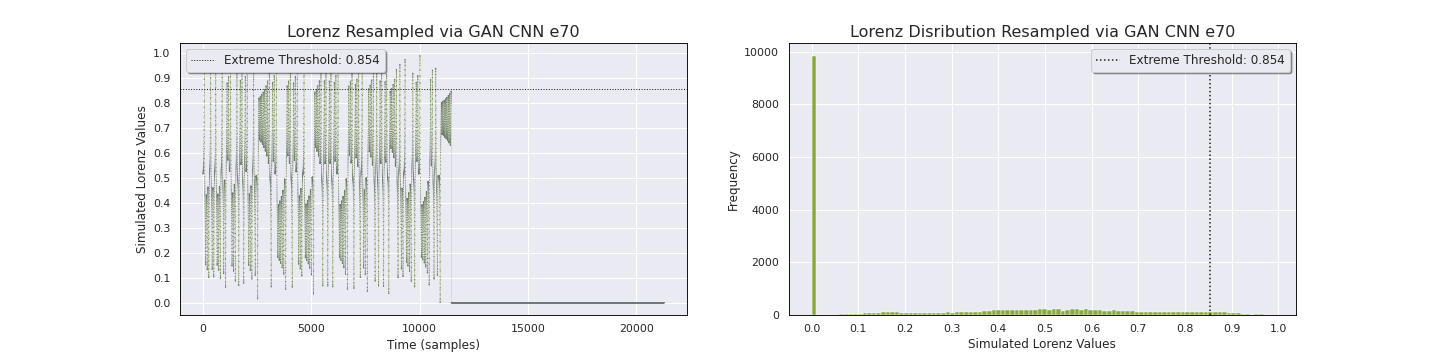 Lorenz Resampled via GAN CNN e70
Extreme Threshold: 0.854
1.0
0.9
0.8
0.7
0.6
0.5
0.4
0.3
0.2
0.1
0.0
Simulated Lorenz Values
0 5000 10000 15000 20000
Time (samples)
Lorenz Disribution Resampled via GAN CNN e70
Extreme Threshold: 0.854
10000
8000
6000
4000
2000
0
Frequency
0.0 0.1 0.2 0.3 0.4 0.5 0.6 0.7 0.8 0.9 1.0
Simulated Lorenz Values